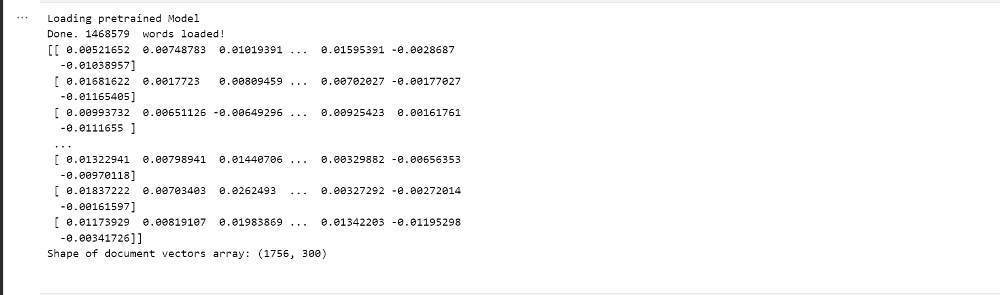 ...
Loading pretrained Model
Done. 1468579  words loaded!
[[ 0.00521652  0.00748783  0.01019391 ...  0.01595391 -0.0028687
  -0.01038957]
 [ 0.01681622  0.0017723   0.00809459 ...  0.00702027 -0.00177027
  -0.01165405]
 [ 0.00993732  0.00651126 -0.00649296 ...  0.00925423  0.00161761
  -0.0111655 ]
 ...
 [ 0.01322941  0.00798941  0.01440706 ...  0.00329882 -0.00656353
  -0.00970118]
 [ 0.01837222  0.00703403  0.0262493  ...  0.00327292 -0.00272014
  -0.00161597]
 [ 0.01173929  0.00819107  0.01983869 ...  0.01342203 -0.01195298
  -0.00341726]]
Shape of document vectors array: (1756, 300)